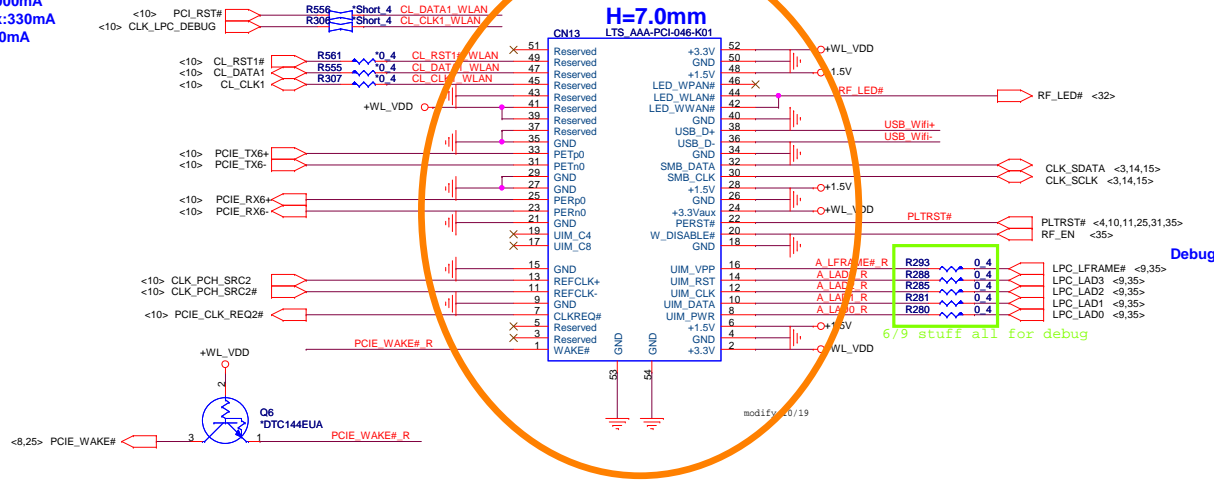 900mA
x:330mA
0mA
<10> PCI_RST# R556 *Short_4 CL_DATA1_WLAN
<10> CLK_LPC_DEBUG R306 *Short_4 CL_CLK1_WLAN
H=7.0mm
CN13 LTS_AAA-PCI-046-K01
<10> CL_RST1# R561 *0_4 CL_RST1#_WLAN
<10> CL_DATA1 R555 *0_4 CL_DATA1_WLAN
<10> CL_CLK1 R307 *0_4 CL_CLK1_WLAN
+WL_VDD
<10> PCIE_TX6+
<10> PCIE_TX6-
<10> PCIE_RX6+
<10> PCIE_RX6-
<10> CLK_PCH_SRC2
<10> CLK_PCH_SRC2#
<10> PCIE_CLK_REQ2#
PCIE_WAKE#_R
51 Reserved +3.3V 52 +WL_VDD
49 Reserved GND 50
47 Reserved +1.5V 48 +1.5V
45 Reserved LED_WPAN# 46
43 Reserved LED_WLAN# 44 RF_LED# RF_LED# <32>
41 Reserved LED_WWAN# 42
39 Reserved GND 40
37 Reserved USB_D+ 38 USB_Wifi+
35 GND USB_D- 36 USB_Wifi-
33 PETp0 GND 34
31 PETn0 SMB_DATA 32 CLK_SDATA <3,14,15>
29 GND SMB_CLK 30 CLK_SCLK <3,14,15>
27 GND +1.5V 28 +1.5V
25 PERp0 GND 26
23 PERn0 +3.3Vaux 24 +WL_VDD
21 GND PERST# 22 PLTRST# PLTRST# <4,10,11,25,31,35>
19 UIM_C4 W_DISABLE# 20 RF_EN <35>
17 UIM_C8 GND 18
Debug
15 GND UIM_VPP 16 A_LFRAME#_R R293 0_4 LPC_LFRAME# <9,35>
13 REFCLK+ UIM_RST 14 A_LAD3_R R288 0_4 LPC_LAD3 <9,35>
11 REFCLK- UIM_CLK 12 A_LAD2_R R285 0_4 LPC_LAD2 <9,35>
9 GND UIM_DATA 10 A_LAD1_R R281 0_4 LPC_LAD1 <9,35>
7 CLKREQ# UIM_PWR 8 A_LAD0_R R280 0_4 LPC_LAD0 <9,35>
5 Reserved +1.5V 6 +1.5V
3 Reserved GND 4
1 WAKE# +3.3V 2 +WL_VDD
6/9 stuff all for debug
GND GND
53 54
modify 10/19
+WL_VDD
2
Q6
*DTC144EUA
<8,25> PCIE_WAKE# 3 1 PCIE_WAKE#_R